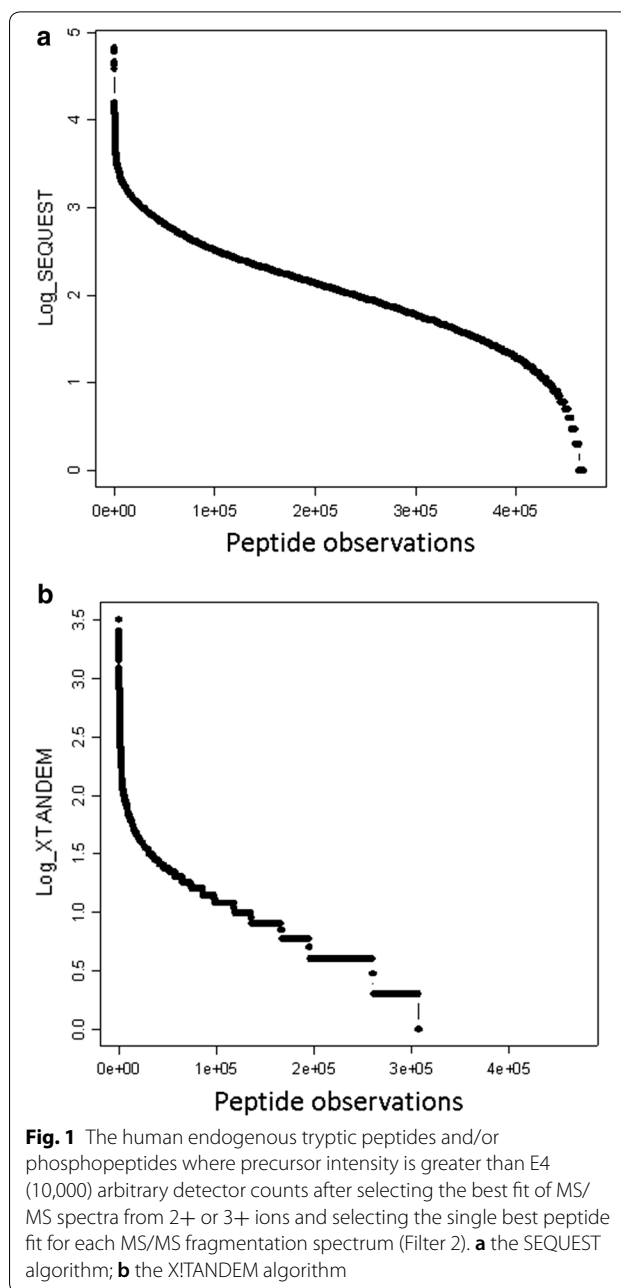 a
5
4
3
2
1
0
Log_SEQUEST
0e+00 1e+05 2e+05 3e+05 4e+05
Peptide observations
b
3.5
3.0
2.5
2.0
1.5
1.0
0.5
0.0
Log_XTANDEM
0e+00 1e+05 2e+05 3e+05 4e+05
Peptide observations
Fig. 1 The human endogenous tryptic peptides and/or
phosphopeptides where precursor intensity is greater than E4
(10,000) arbitrary detector counts after selecting the best fit of MS/
MS spectra from 2+ or 3+ ions and selecting the single best peptide
fit for each MS/MS fragmentation spectrum (Filter 2). a the SEQUEST
algorithm; b the X!TANDEM algorithm